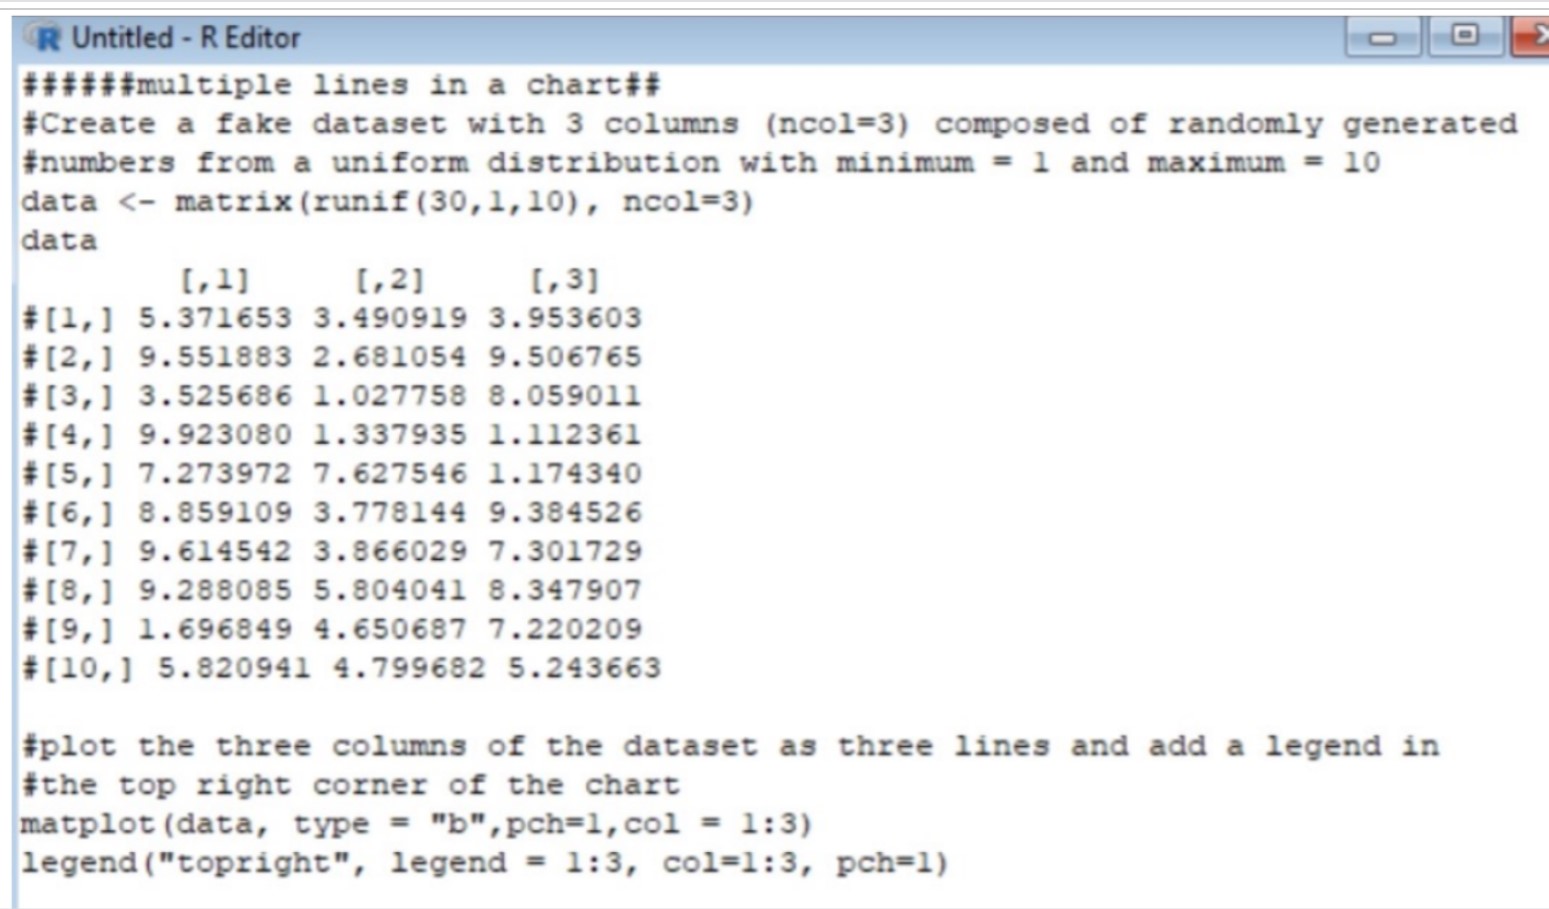 Untitled - R Editor
######multiple lines in a chart##
#Create a fake dataset with 3 columns (ncol=3) composed of randomly generated
#numbers from a uniform distribution with minimum = 1 and maximum = 10
data <- matrix(runif(30,1,10), ncol=3)
data
        [,1]     [,2]     [,3]
#[1,] 5.371653 3.490919 3.953603
#[2,] 9.551883 2.681054 9.506765
#[3,] 3.525686 1.027758 8.059011
#[4,] 9.923080 1.337935 1.112361
#[5,] 7.273972 7.627546 1.174340
#[6,] 8.859109 3.778144 9.384526
#[7,] 9.614542 3.866029 7.301729
#[8,] 9.288085 5.804041 8.347907
#[9,] 1.696849 4.650687 7.220209
#[10,] 5.820941 4.799682 5.243663
#plot the three columns of the dataset as three lines and add a legend in
#the top right corner of the chart
matplot(data, type = "b",pch=1,col = 1:3)
legend("topright", legend = 1:3, col=1:3, pch=1)